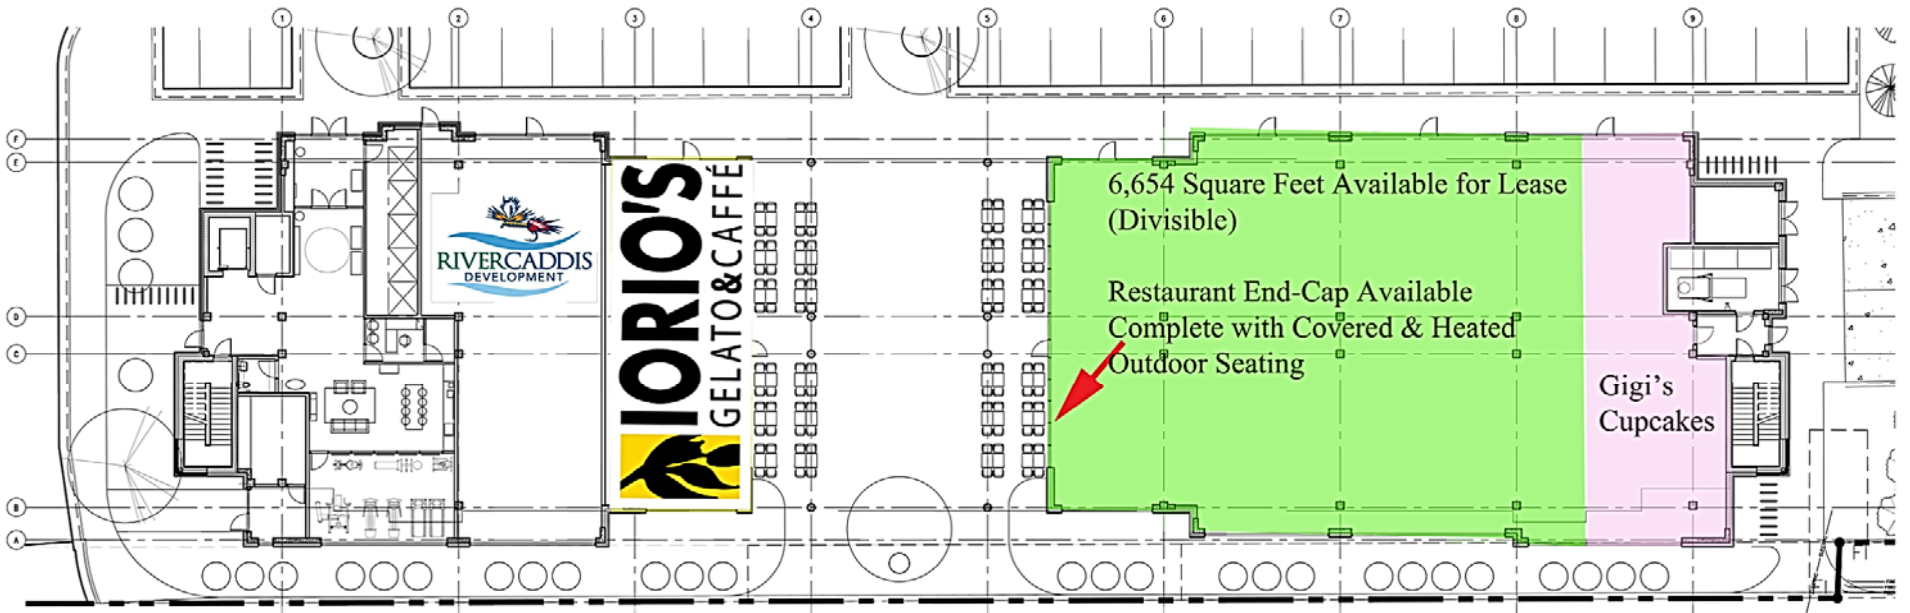 1 2 3 4 5 6 7 8 9
F
E
D
C
B
A
RIVERCADDIS
DEVELOPMENT
IORIO'S
GELATO&CAFFÉ
6,654 Square Feet Available for Lease
(Divisible)
Restaurant End-Cap Available
Complete with Covered & Heated
Outdoor Seating
Gigi's
Cupcakes